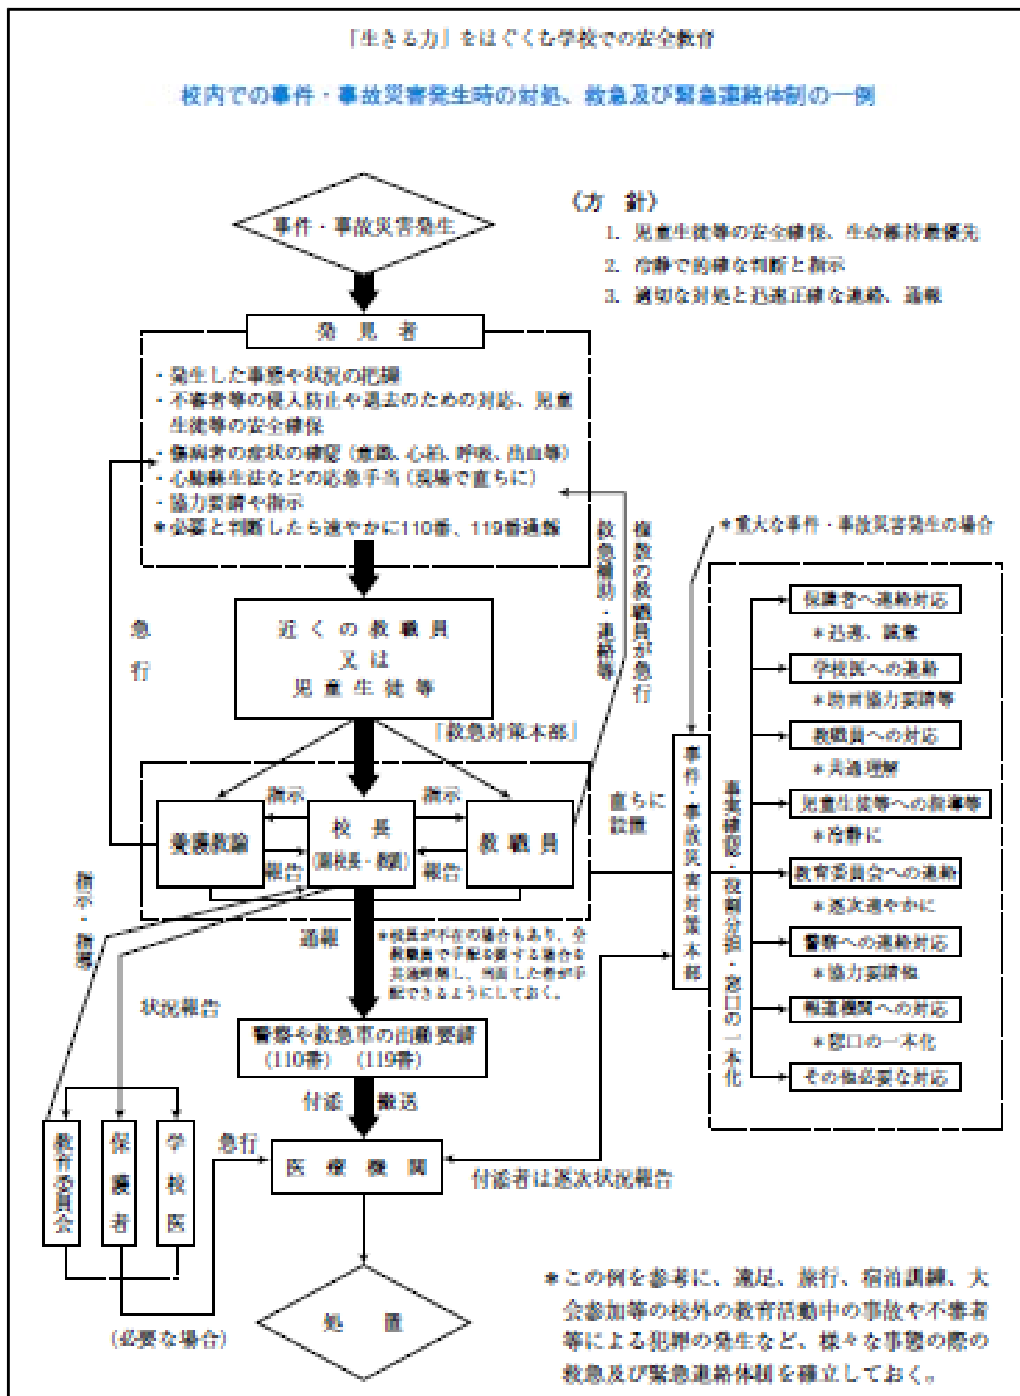 「生きる力」をはぐくむ学校での安全教育
校内での事件・事故災害発生時の対処、救急及び緊急連絡体制の一例
事件・事故災害発生
《方 針》
1. 児童生徒等の安全確保、生命維持最優先
2. 冷静で的確な判断と指示
3. 適切な対処と迅速正確な連絡、通報
発 見 者
・発生した事態や状況の把握
・不審者等の侵入防止や退去のための対応、児童
生徒等の安全確保
・傷病者の症状の確認（意識、心拍、呼吸、出血等）
・心肺蘇生法などの応急手当（現場で直ちに）
・協力要請や指示
＊必要と判断したら速やかに110番、119番通報
急 行
近くの教職員
又は
児童生徒等
救急補助・連絡等
複数の教職員が急行
「救急対策本部」
養護教諭
指示
報告
校 長
（副校長・教頭）
指示
報告
教 職 員
直ちに
設置
＊重大な事件・事故災害発生の場合
事件・事故災害対策本部
事実確認・役割分担・窓口の一本化
保護者へ連絡対応
＊迅速、誠意
学校医への連絡
＊助言協力要請等
教職員への対応
＊共通理解
児童生徒等への指導等
＊冷静に
教育委員会への連絡
＊逐次速やかに
警察への連絡対応
＊協力要請他
報道機関への対応
＊窓口の一本化
その他必要な対応
指示・指導
状況報告
通報
＊校長が不在の場合もあり、全
教職員で手配を要する場合を
共通理解し、当面した者が手
配できるようにしておく。
警察や救急車の出動要請
（110番） （119番）
付添 搬送
教育委員会
保護者
学校医
急行
医 療 機 関
付添者は逐次状況報告
（必要な場合）
処 置
＊この例を参考に、遠足、旅行、宿泊訓練、大
会参加等の校外の教育活動中の事故や不審者
等による犯罪の発生など、様々な事態の際の
救急及び緊急連絡体制を確立しておく。